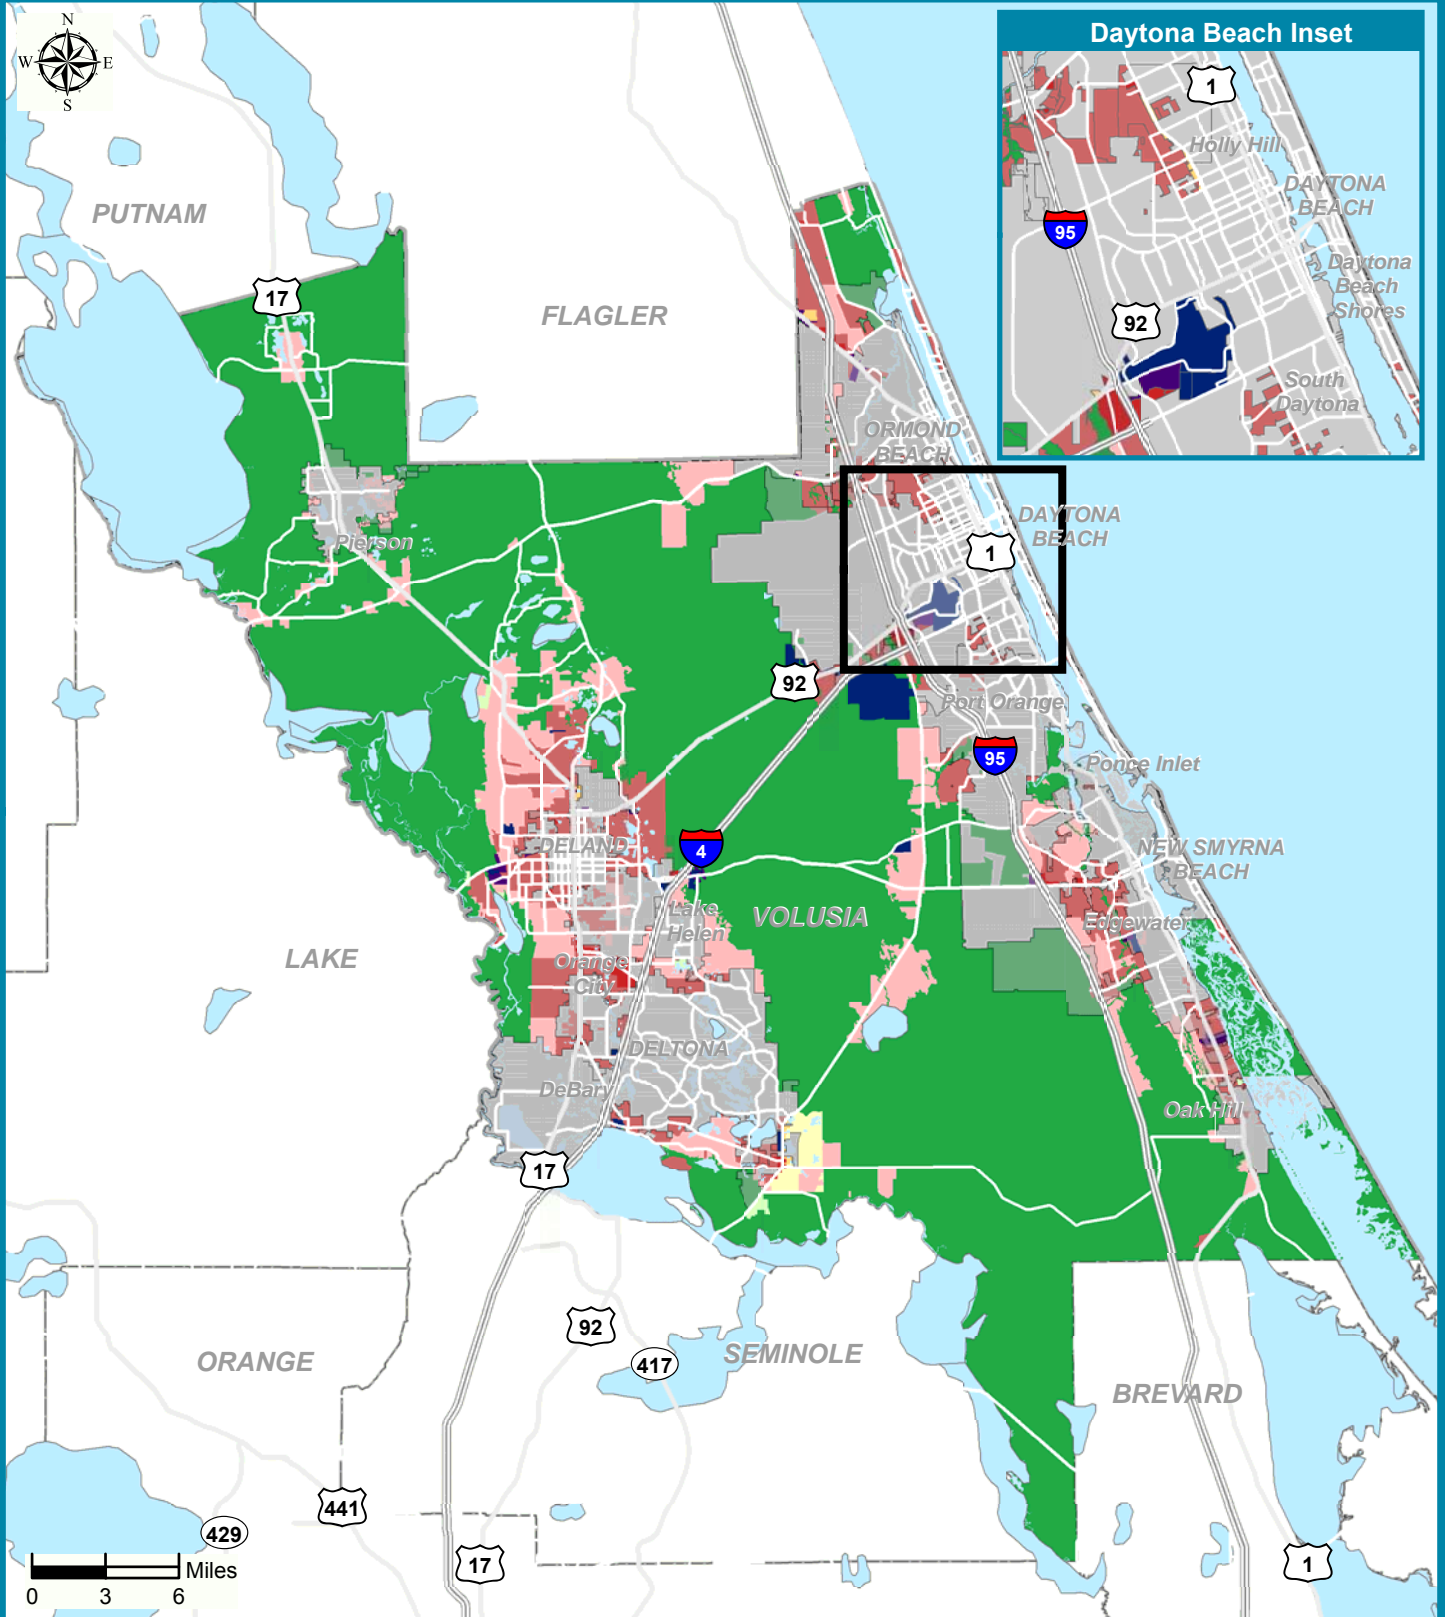 N
W
E
S
Daytona Beach Inset
1
Holly Hill
DAYTONA
BEACH
95
Daytona
Beach
Shores
92
South
Daytona
PUTNAM
17
FLAGLER
ORMOND
BEACH
DAYTONA
BEACH
1
Pierson
92
Port Orange
95
Ponce Inlet
DELAND
4
NEW SMYRNA
BEACH
Lake
Helen
VOLUSIA
Edgewater
LAKE
Orange
City
DELTONA
DeBary
Oak Hill
17
92
ORANGE
417
SEMINOLE
BREVARD
441
429
17
1
Miles
0 3 6